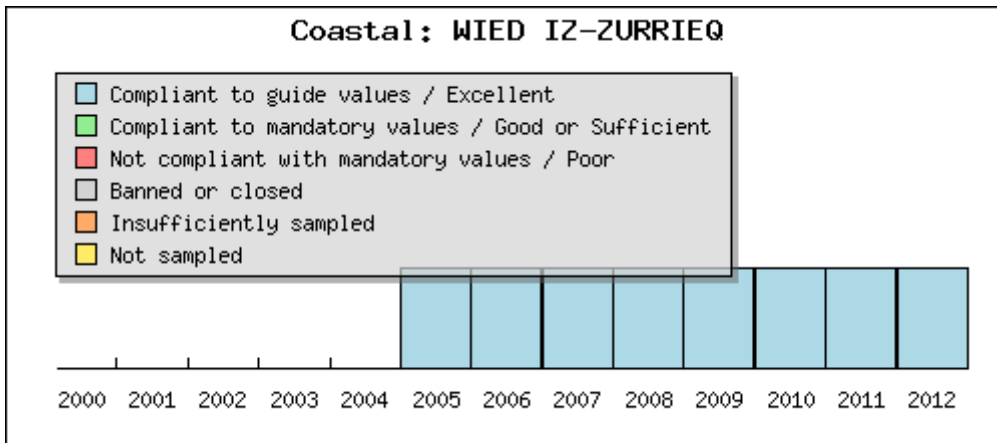 Coastal: WIED IZ-ZURRIEQ
Compliant to guide values / Excellent
Compliant to mandatory values / Good or Sufficient
Not compliant with mandatory values / Poor
Banned or closed
Insufficiently sampled
Not sampled
2000 2001 2002 2003 2004 2005 2006 2007 2008 2009 2010 2011 2012